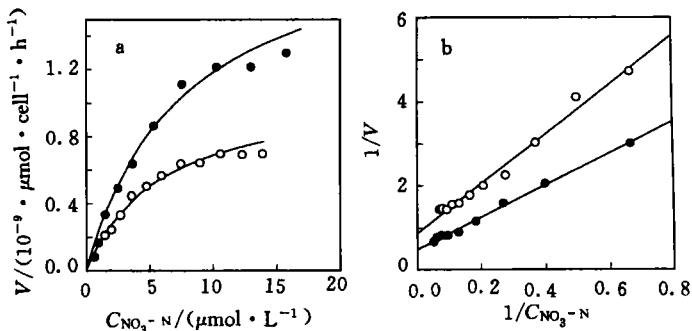 a
V/(10⁻⁹ · μmol · cell⁻¹ · h⁻¹)
1.2
0.8
0.4
0.0
0 5 10 15 20
C_NO₃⁻-N/(μmol · L⁻¹)
b
1/V
6
4
2
0
0.0 0.2 0.4 0.6 0.8
1/C_NO₃⁻-N